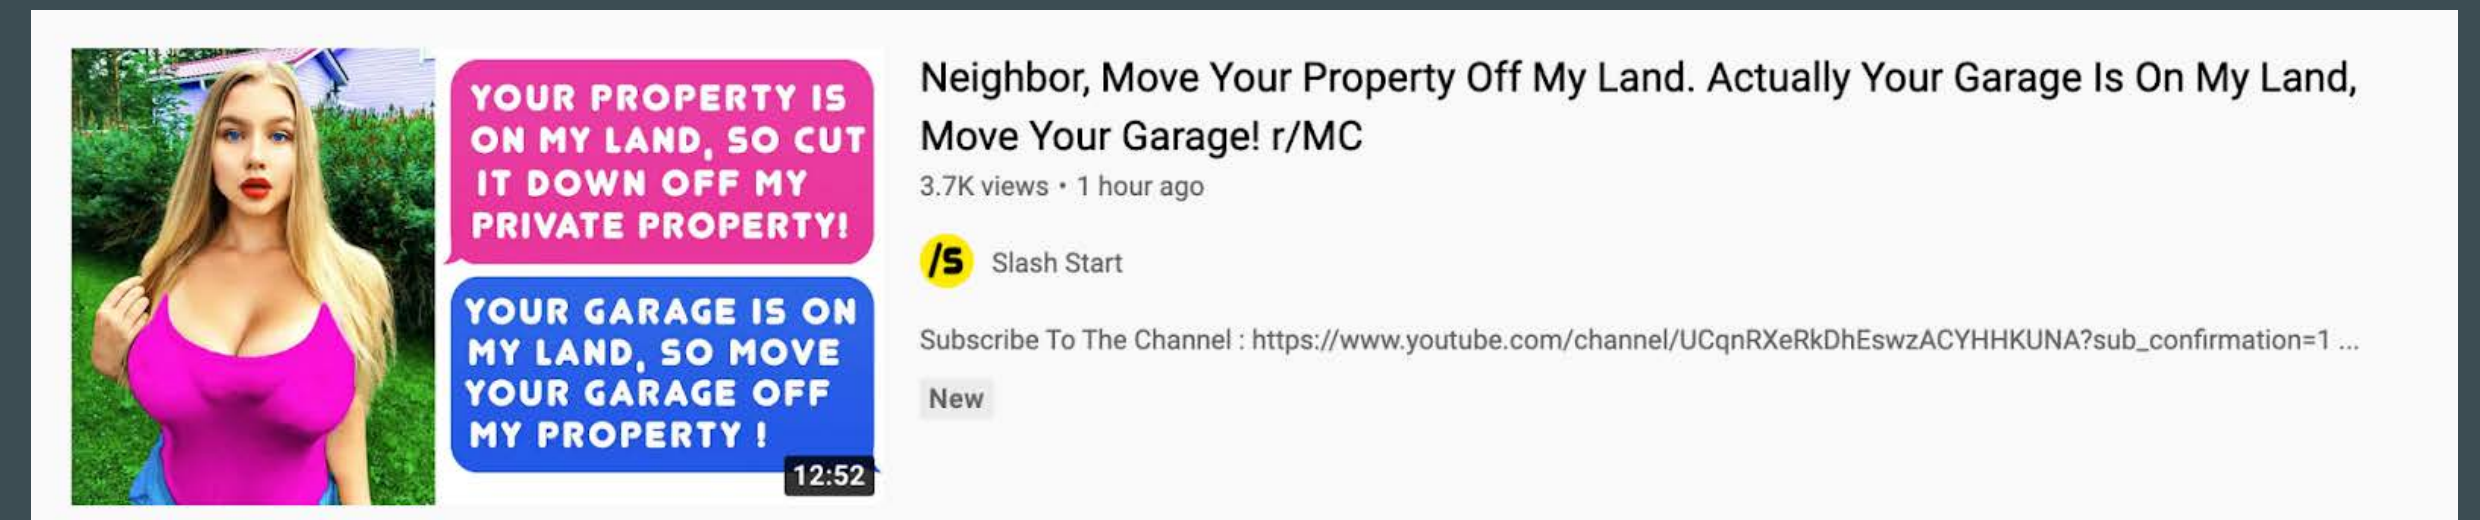 YOUR PROPERTY IS
ON MY LAND, SO CUT
IT DOWN OFF MY
PRIVATE PROPERTY!
YOUR GARAGE IS ON
MY LAND, SO MOVE
YOUR GARAGE OFF
MY PROPERTY !
12:52
Neighbor, Move Your Property Off My Land. Actually Your Garage Is On My Land,
Move Your Garage! r/MC
3.7K views • 1 hour ago
/S Slash Start
Subscribe To The Channel : https://www.youtube.com/channel/UCqnRXeRkDhEswzACYHHKUNA?sub_confirmation=1 ...
New